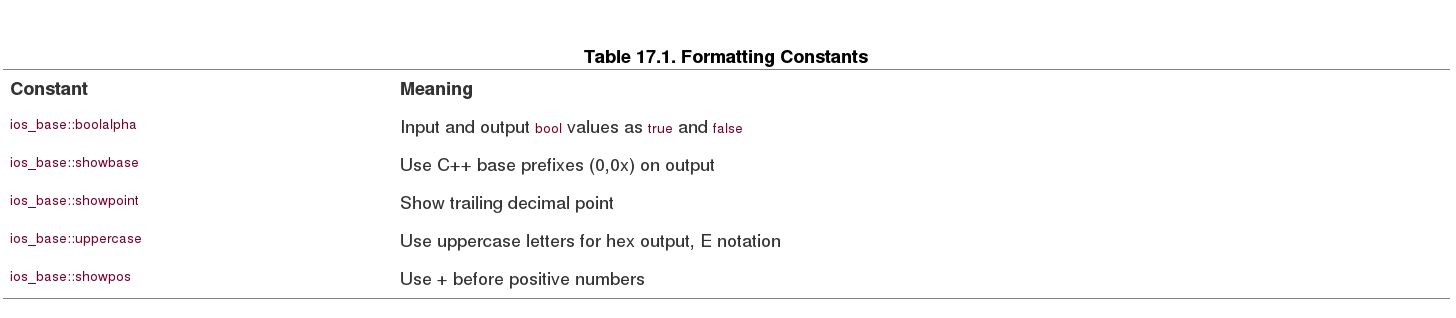 Table 17.1. Formatting Constants
Constant Meaning
ios_base::boolalpha Input and output bool values as true and false
ios_base::showbase Use C++ base prefixes (0,0x) on output
ios_base::showpoint Show trailing decimal point
ios_base::uppercase Use uppercase letters for hex output, E notation
ios_base::showpos Use + before positive numbers